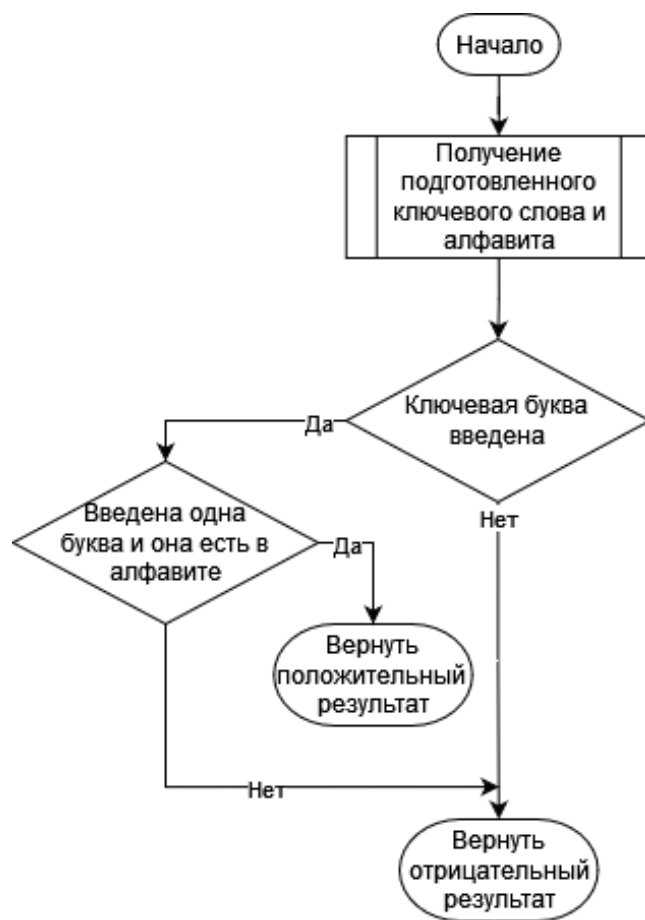 Начало
Получение
подготовленного
ключевого слова и
алфавита
Ключевая буква
введена
Да
Введена одна
буква и она есть в
алфавите
Нет
Да
Вернуть
положительный
результат
Нет
Вернуть
отрицательный
результат